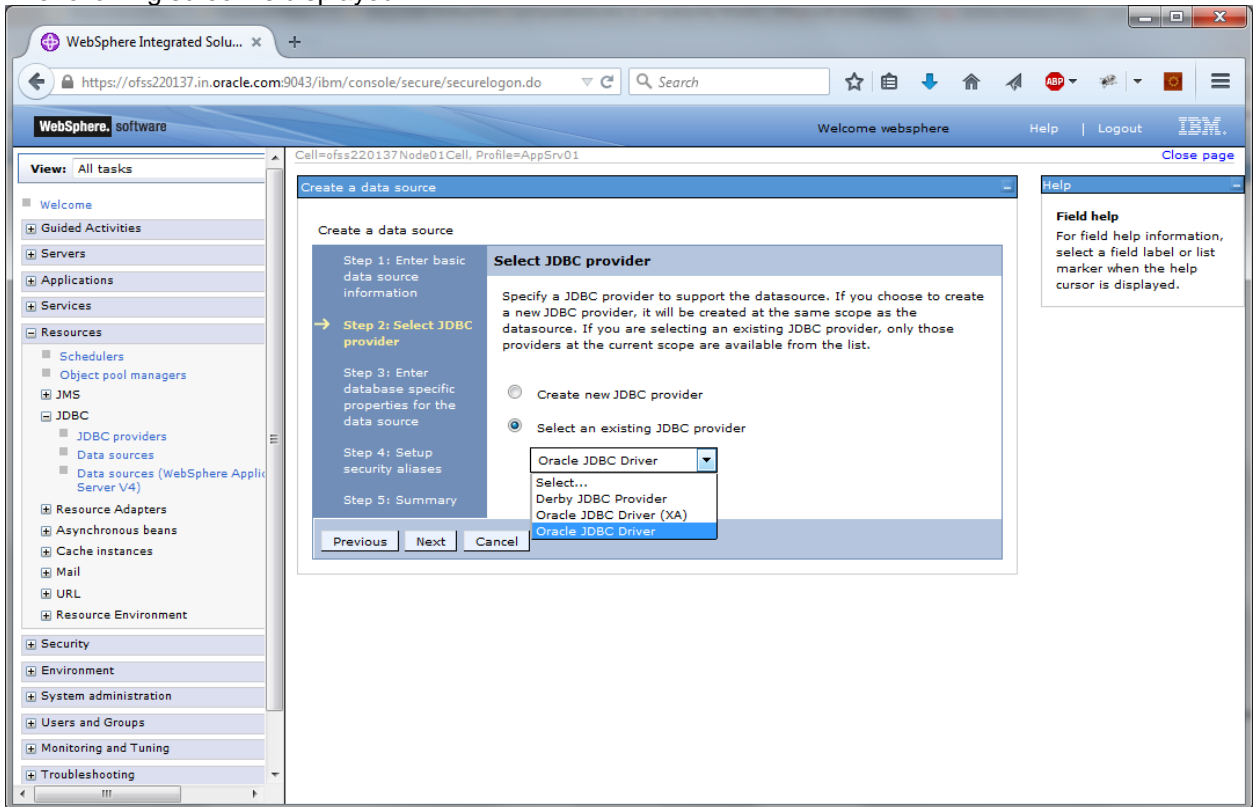 WebSphere Integrated Solu... ×
https://ofss220137.in.oracle.com:9043/ibm/console/secure/securelogon.do
Search
ABP
WebSphere. software
Welcome websphere
Help | Logout
IBM.
View: All tasks
Welcome
Guided Activities
Servers
Applications
Services
Resources
Schedulers
Object pool managers
JMS
JDBC
JDBC providers
Data sources
Data sources (WebSphere Applic
Server V4)
Resource Adapters
Asynchronous beans
Cache instances
Mail
URL
Resource Environment
Security
Environment
System administration
Users and Groups
Monitoring and Tuning
Troubleshooting
Cell=ofss220137Node01Cell, Profile=AppSrv01
Close page
Create a data source
Create a data source
Step 1: Enter basic
data source
information
Step 2: Select JDBC
provider
Step 3: Enter
database specific
properties for the
data source
Step 4: Setup
security aliases
Step 5: Summary
Select JDBC provider
Specify a JDBC provider to support the datasource. If you choose to create
a new JDBC provider, it will be created at the same scope as the
datasource. If you are selecting an existing JDBC provider, only those
providers at the current scope are available from the list.
Create new JDBC provider
Select an existing JDBC provider
Oracle JDBC Driver
Select...
Derby JDBC Provider
Oracle JDBC Driver (XA)
Oracle JDBC Driver
Previous Next Cancel
Help
Field help
For field help information,
select a field label or list
marker when the help
cursor is displayed.